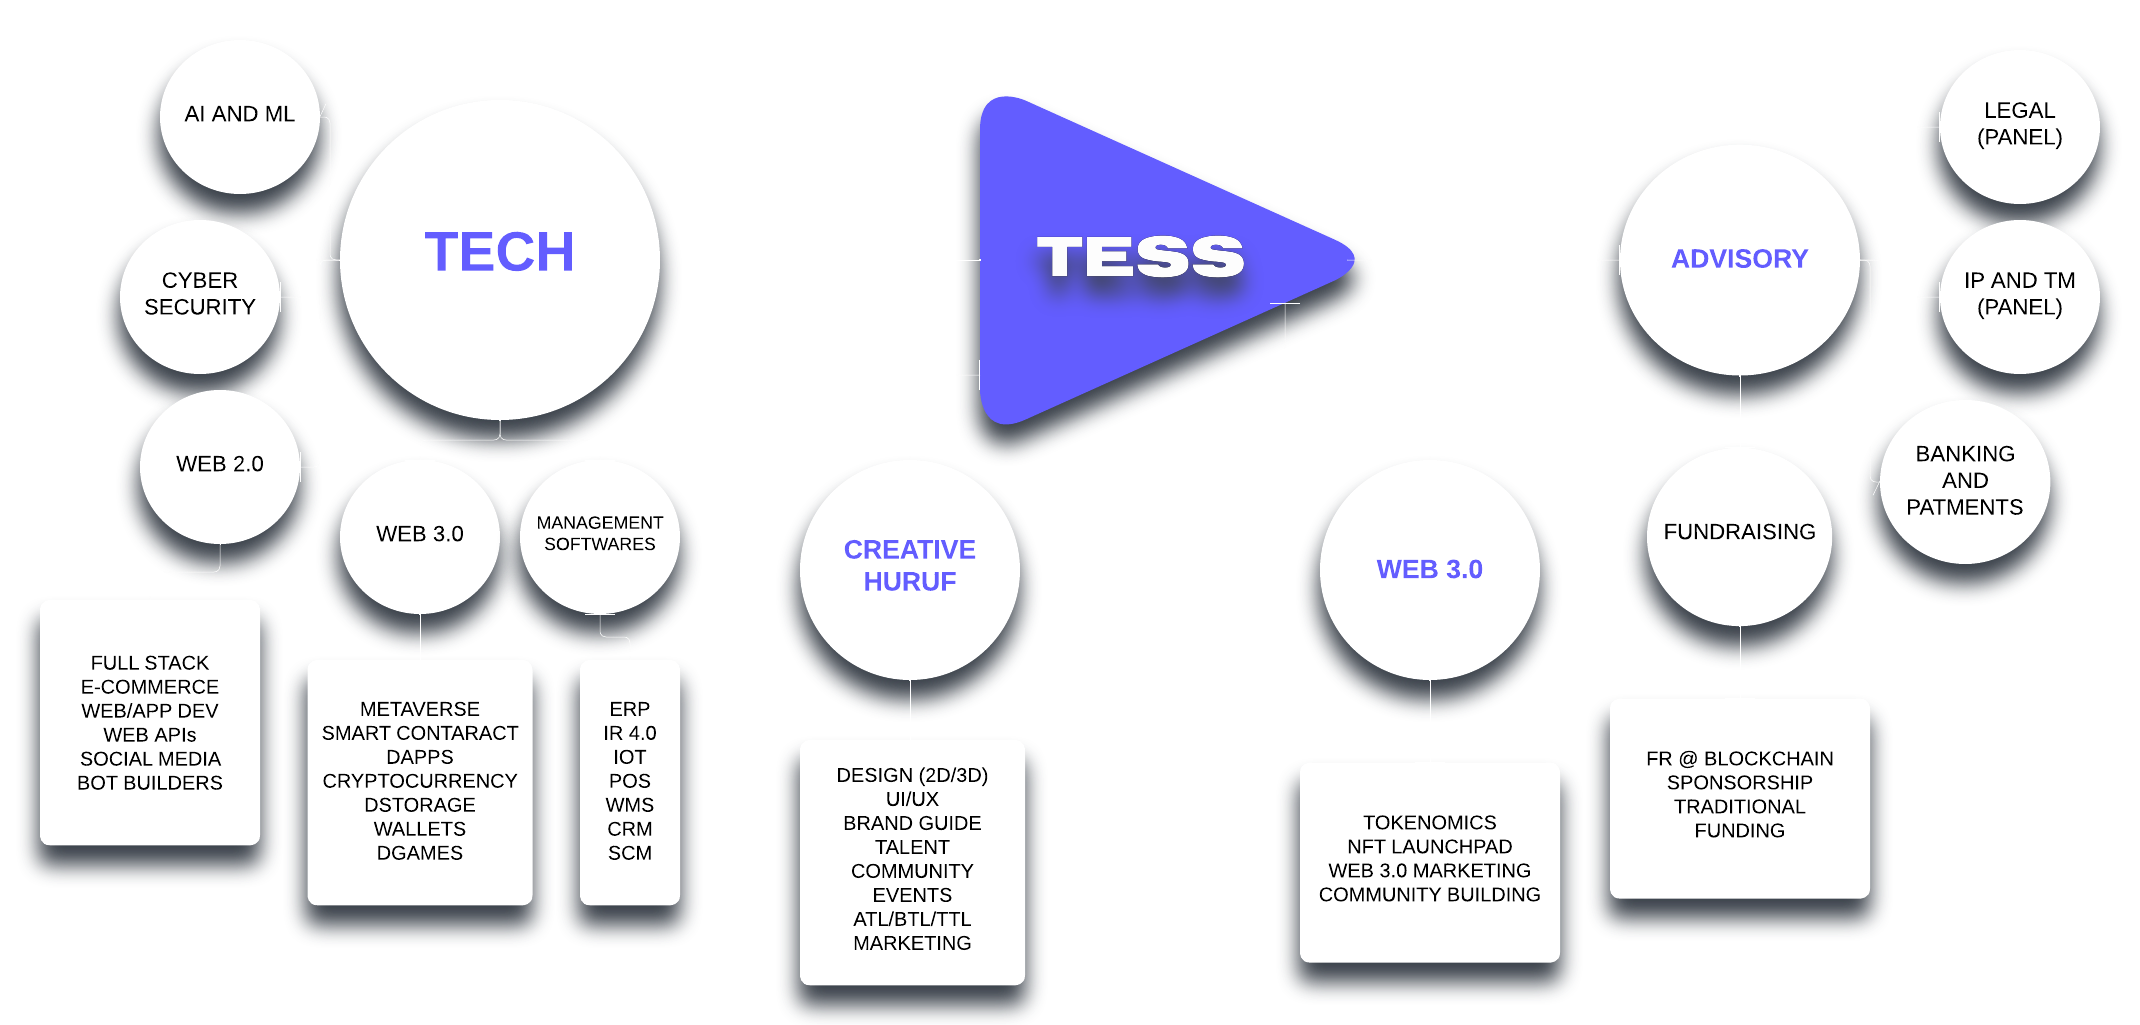 AI AND ML
TECH
CYBER
SECURITY
WEB 2.0
WEB 3.0
MANAGEMENT
SOFTWARES
FULL STACK
E-COMMERCE
WEB/APP DEV
WEB APIs
SOCIAL MEDIA
BOT BUILDERS
METAVERSE
SMART CONTARACT
DAPPS
CRYPTOCURRENCY
DSTORAGE
WALLETS
DGAMES
ERP
IR 4.0
IOT
POS
WMS
CRM
SCM
TESS
CREATIVE
HURUF
DESIGN (2D/3D)
UI/UX
BRAND GUIDE
TALENT
COMMUNITY
EVENTS
ATL/BTL/TTL
MARKETING
WEB 3.0
TOKENOMICS
NFT LAUNCHPAD
WEB 3.0 MARKETING
COMMUNITY BUILDING
ADVISORY
LEGAL
(PANEL)
IP AND TM
(PANEL)
BANKING
AND
PATMENTS
FUNDRAISING
FR @ BLOCKCHAIN
SPONSORSHIP
TRADITIONAL
FUNDING